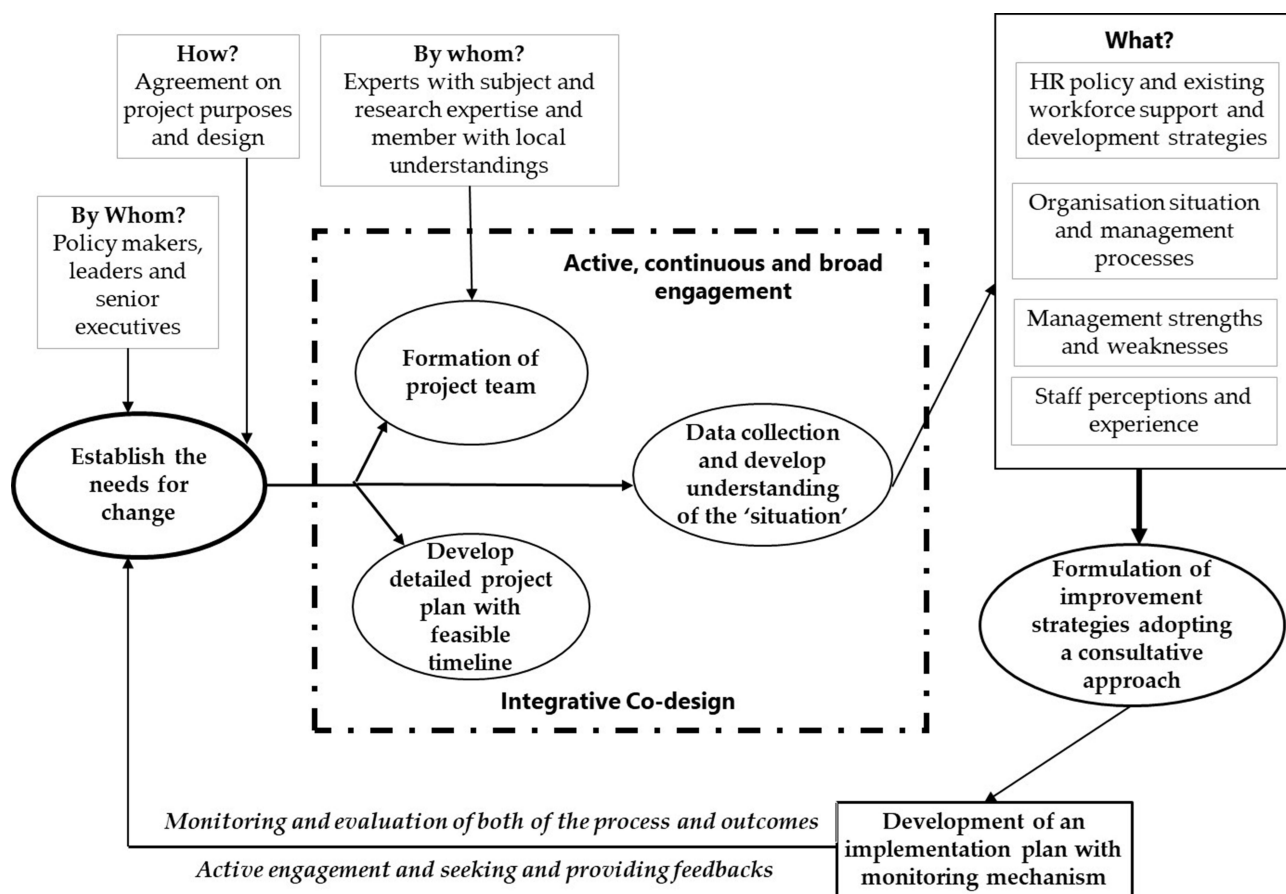 How?
Agreement on
project purposes
and design
By whom?
Experts with subject and
research expertise and
member with local
understandings
What?
HR policy and existing
workforce support and
development strategies
Organisation situation
and management
processes
Management strengths
and weaknesses
Staff perceptions and
experience
By Whom?
Policy makers,
leaders and
senior
executives
Active, continuous and broad
engagement
Formation of
project team
Establish the
needs for
change
Data collection
and develop
understanding
of the ‘situation’
Develop
detailed project
plan with
feasible
timeline
Integrative Co-design
Formulation of
improvement
strategies adopting
a consultative
approach
Monitoring and evaluation of both of the process and outcomes
Active engagement and seeking and providing feedbacks
Development of an
implementation plan with
monitoring mechanism